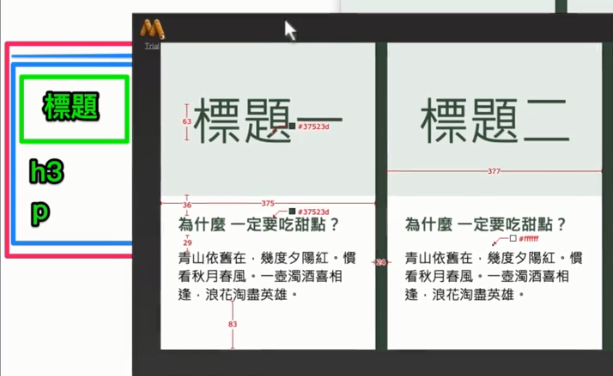 Trial
標題
h3
p
標題一
63
#37523d
375
36
#37523d
為什麼 一定要吃甜點？
29
青山依舊在，幾度夕陽紅。慣
看秋月春風。一壺濁酒喜相
逢，浪花淘盡英雄。
83
標題二
377
為什麼 一定要吃甜點？
#ffffff
青山依舊在，幾度夕陽紅。慣
看秋月春風。一壺濁酒喜相
逢，浪花淘盡英雄。